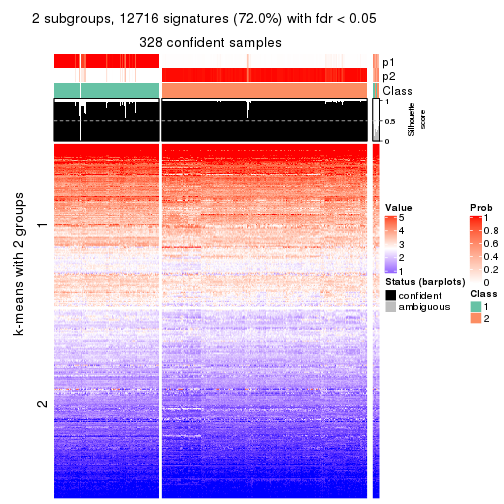 2 subgroups, 12716 signatures (72.0%) with fdr < 0.05
328 confident samples
p1
p2
Class
1
0.5
0
Silhouette
score
k-means with 2 groups
1
2
Value
5
4
3
2
1
Status (barplots)
confident
ambiguous
Prob
1
0.8
0.6
0.4
0.2
0
Class
1
2